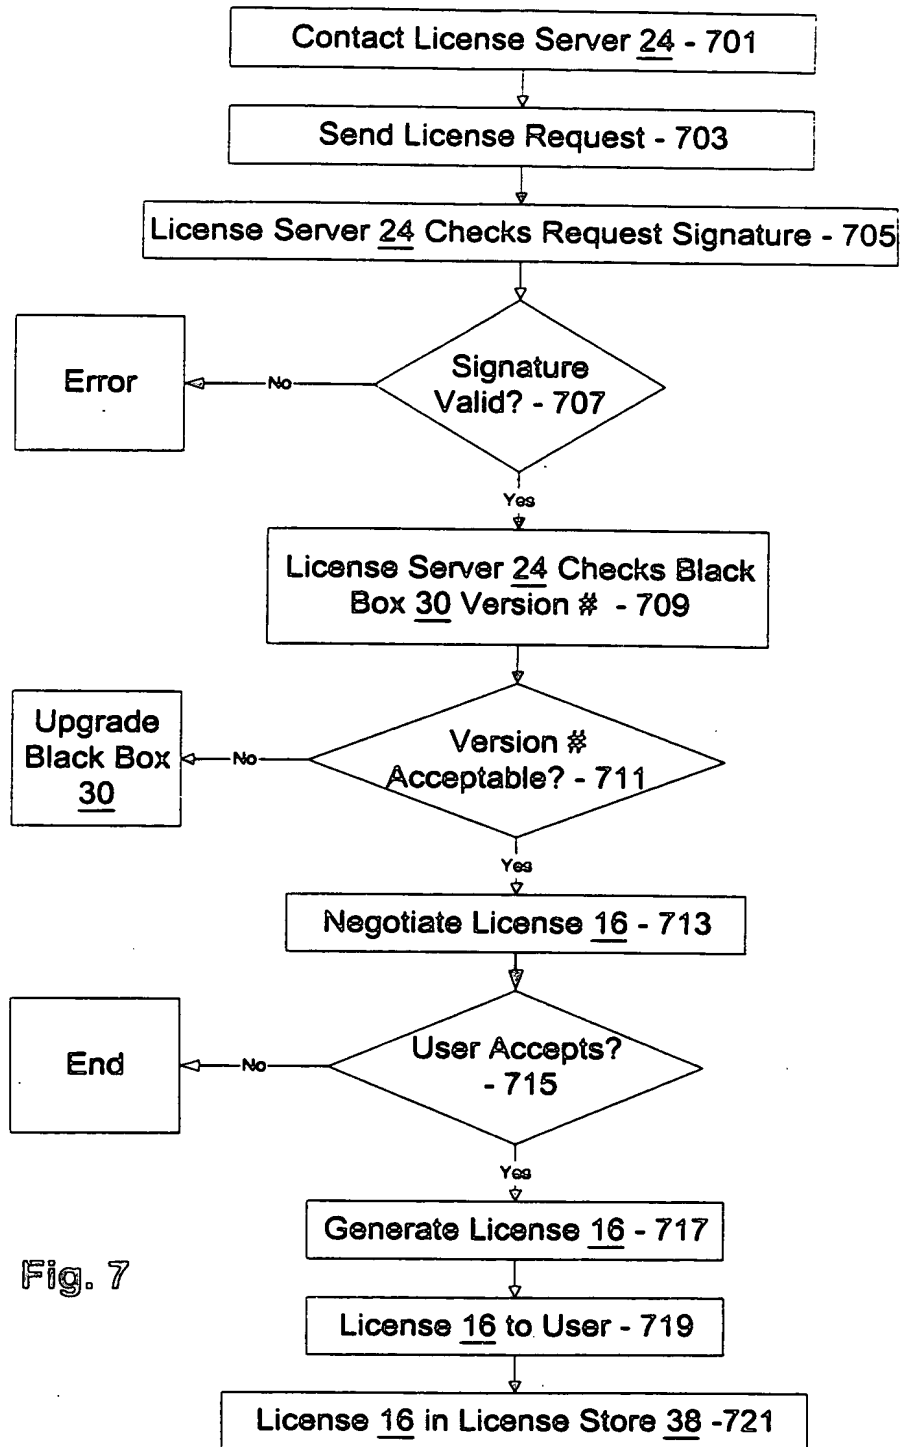 Contact License Server 24 - 701
Send License Request - 703
License Server 24 Checks Request Signature - 705
Signature
Valid? - 707
No
Error
Yes
License Server 24 Checks Black
Box 30 Version # - 709
Version #
Acceptable? - 711
No
Upgrade
Black Box
30
Yes
Negotiate License 16 - 713
User Accepts?
- 715
No
End
Yes
Generate License 16 - 717
License 16 to User - 719
License 16 in License Store 38 -721
Fig. 7